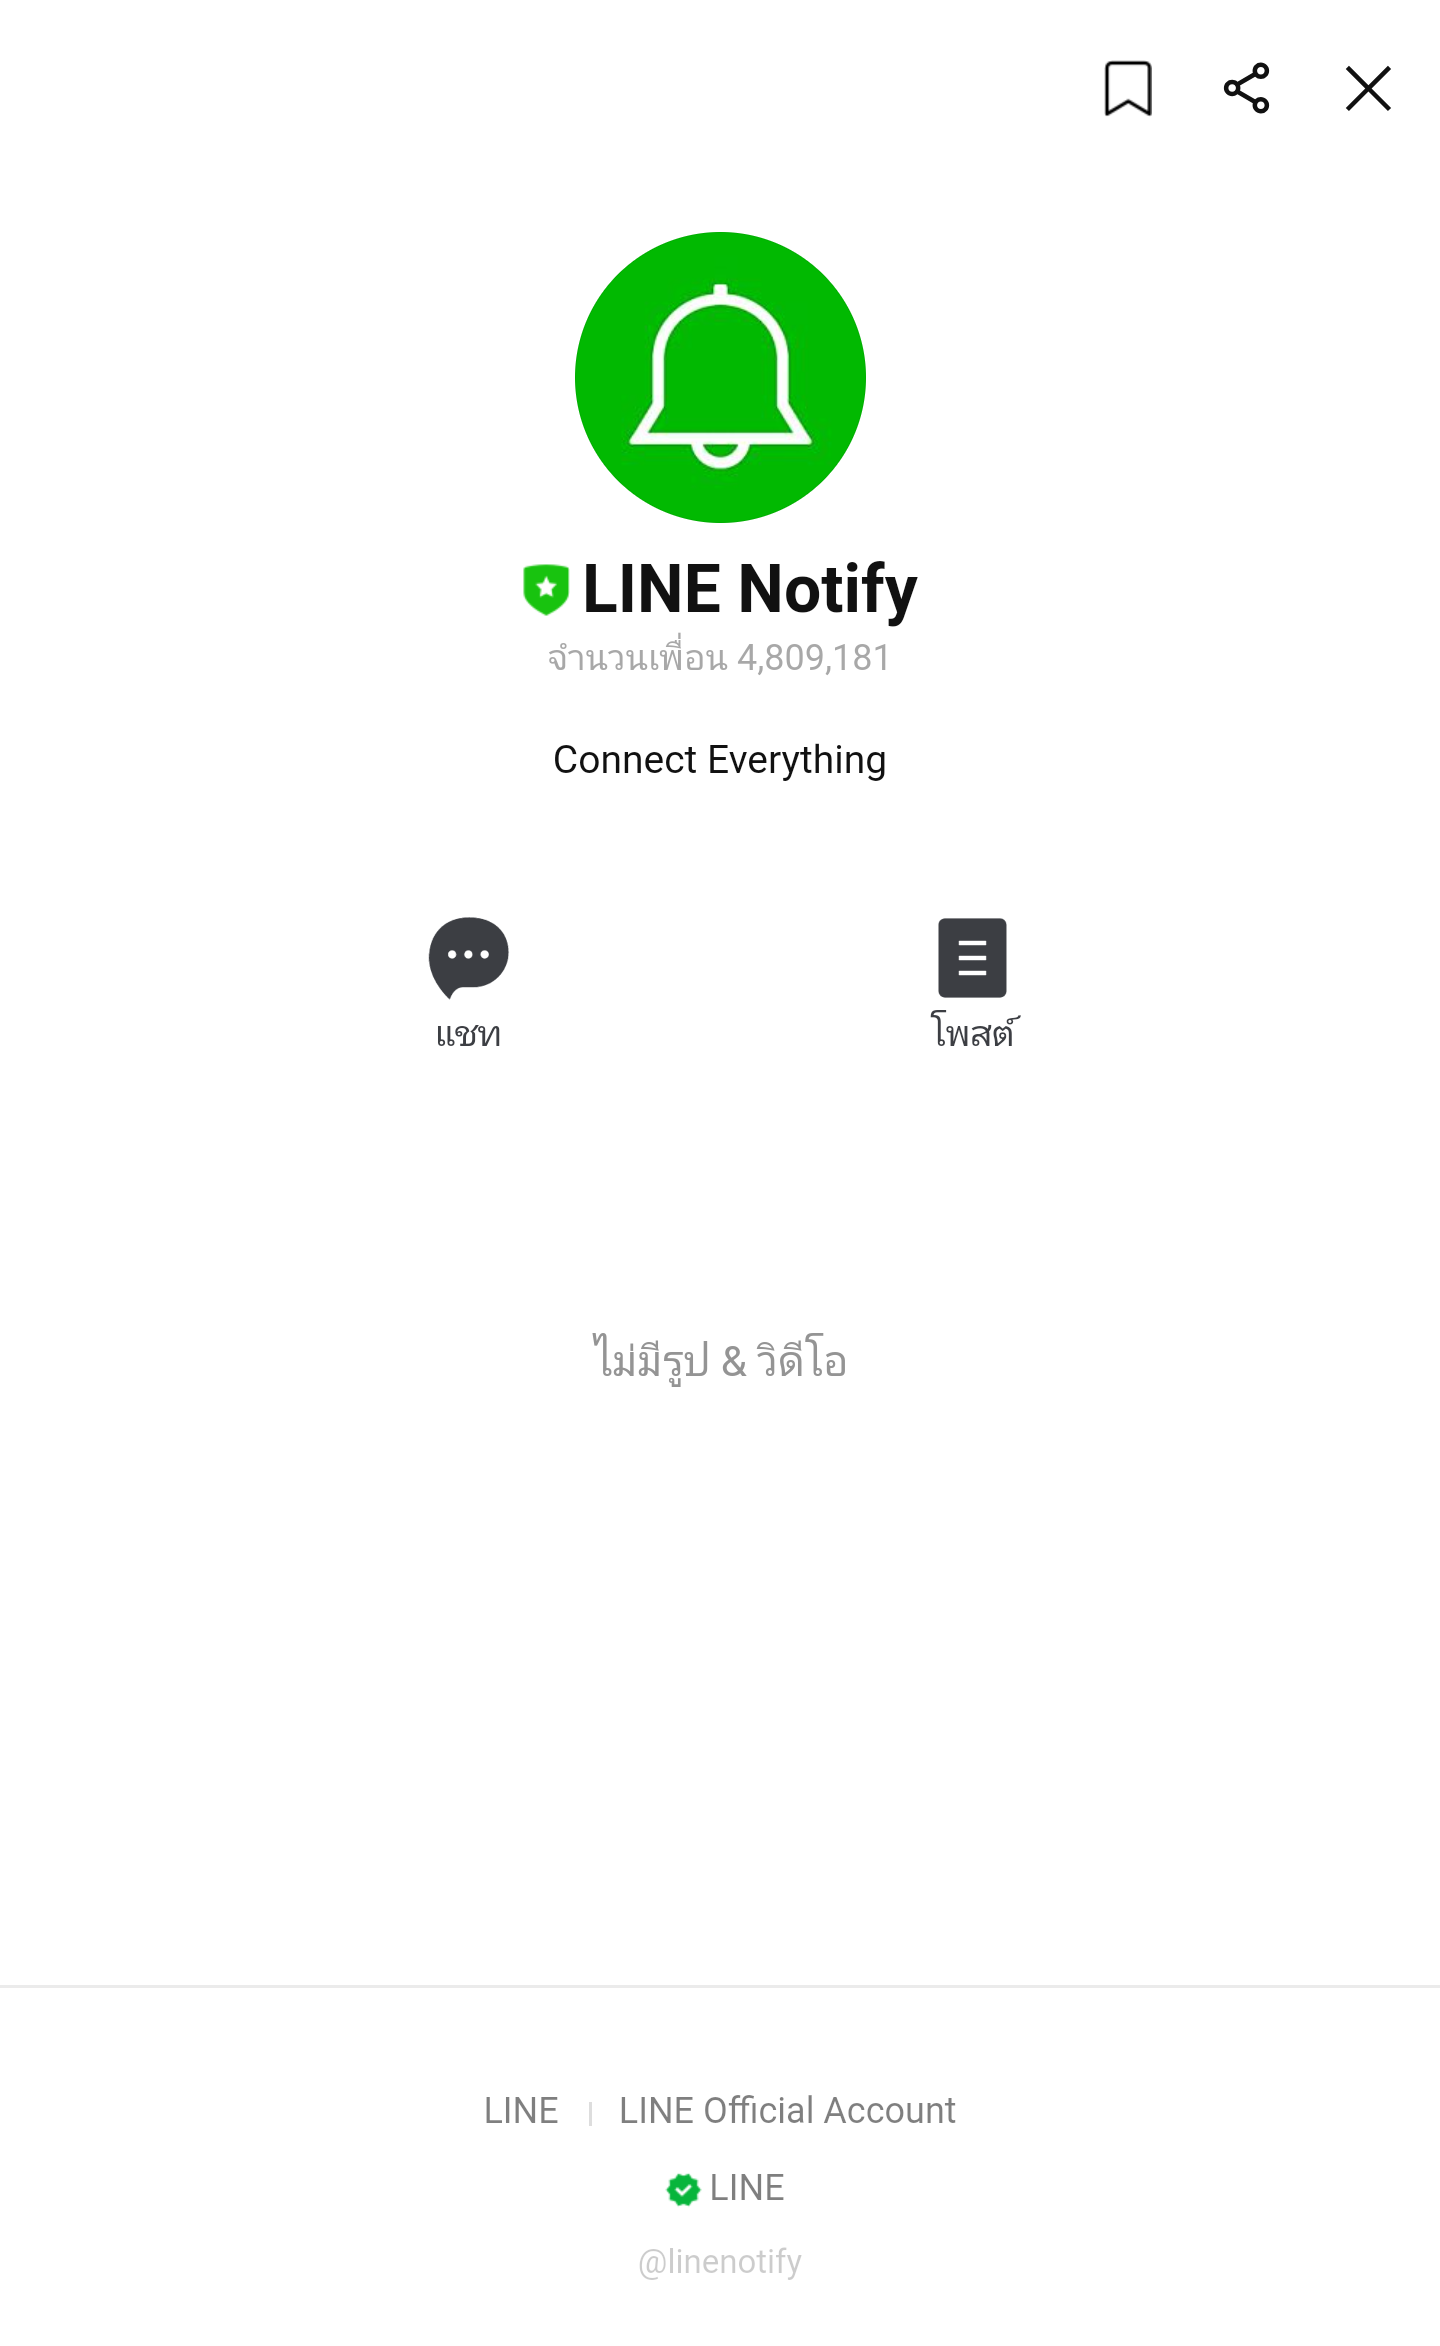 LINE Notify
จำนวนเพื่อน 4,809,181
Connect Everything
แชท
โพสต์
ไม่มีรูป & วิดีโอ
LINE | LINE Official Account
LINE
@linenotify